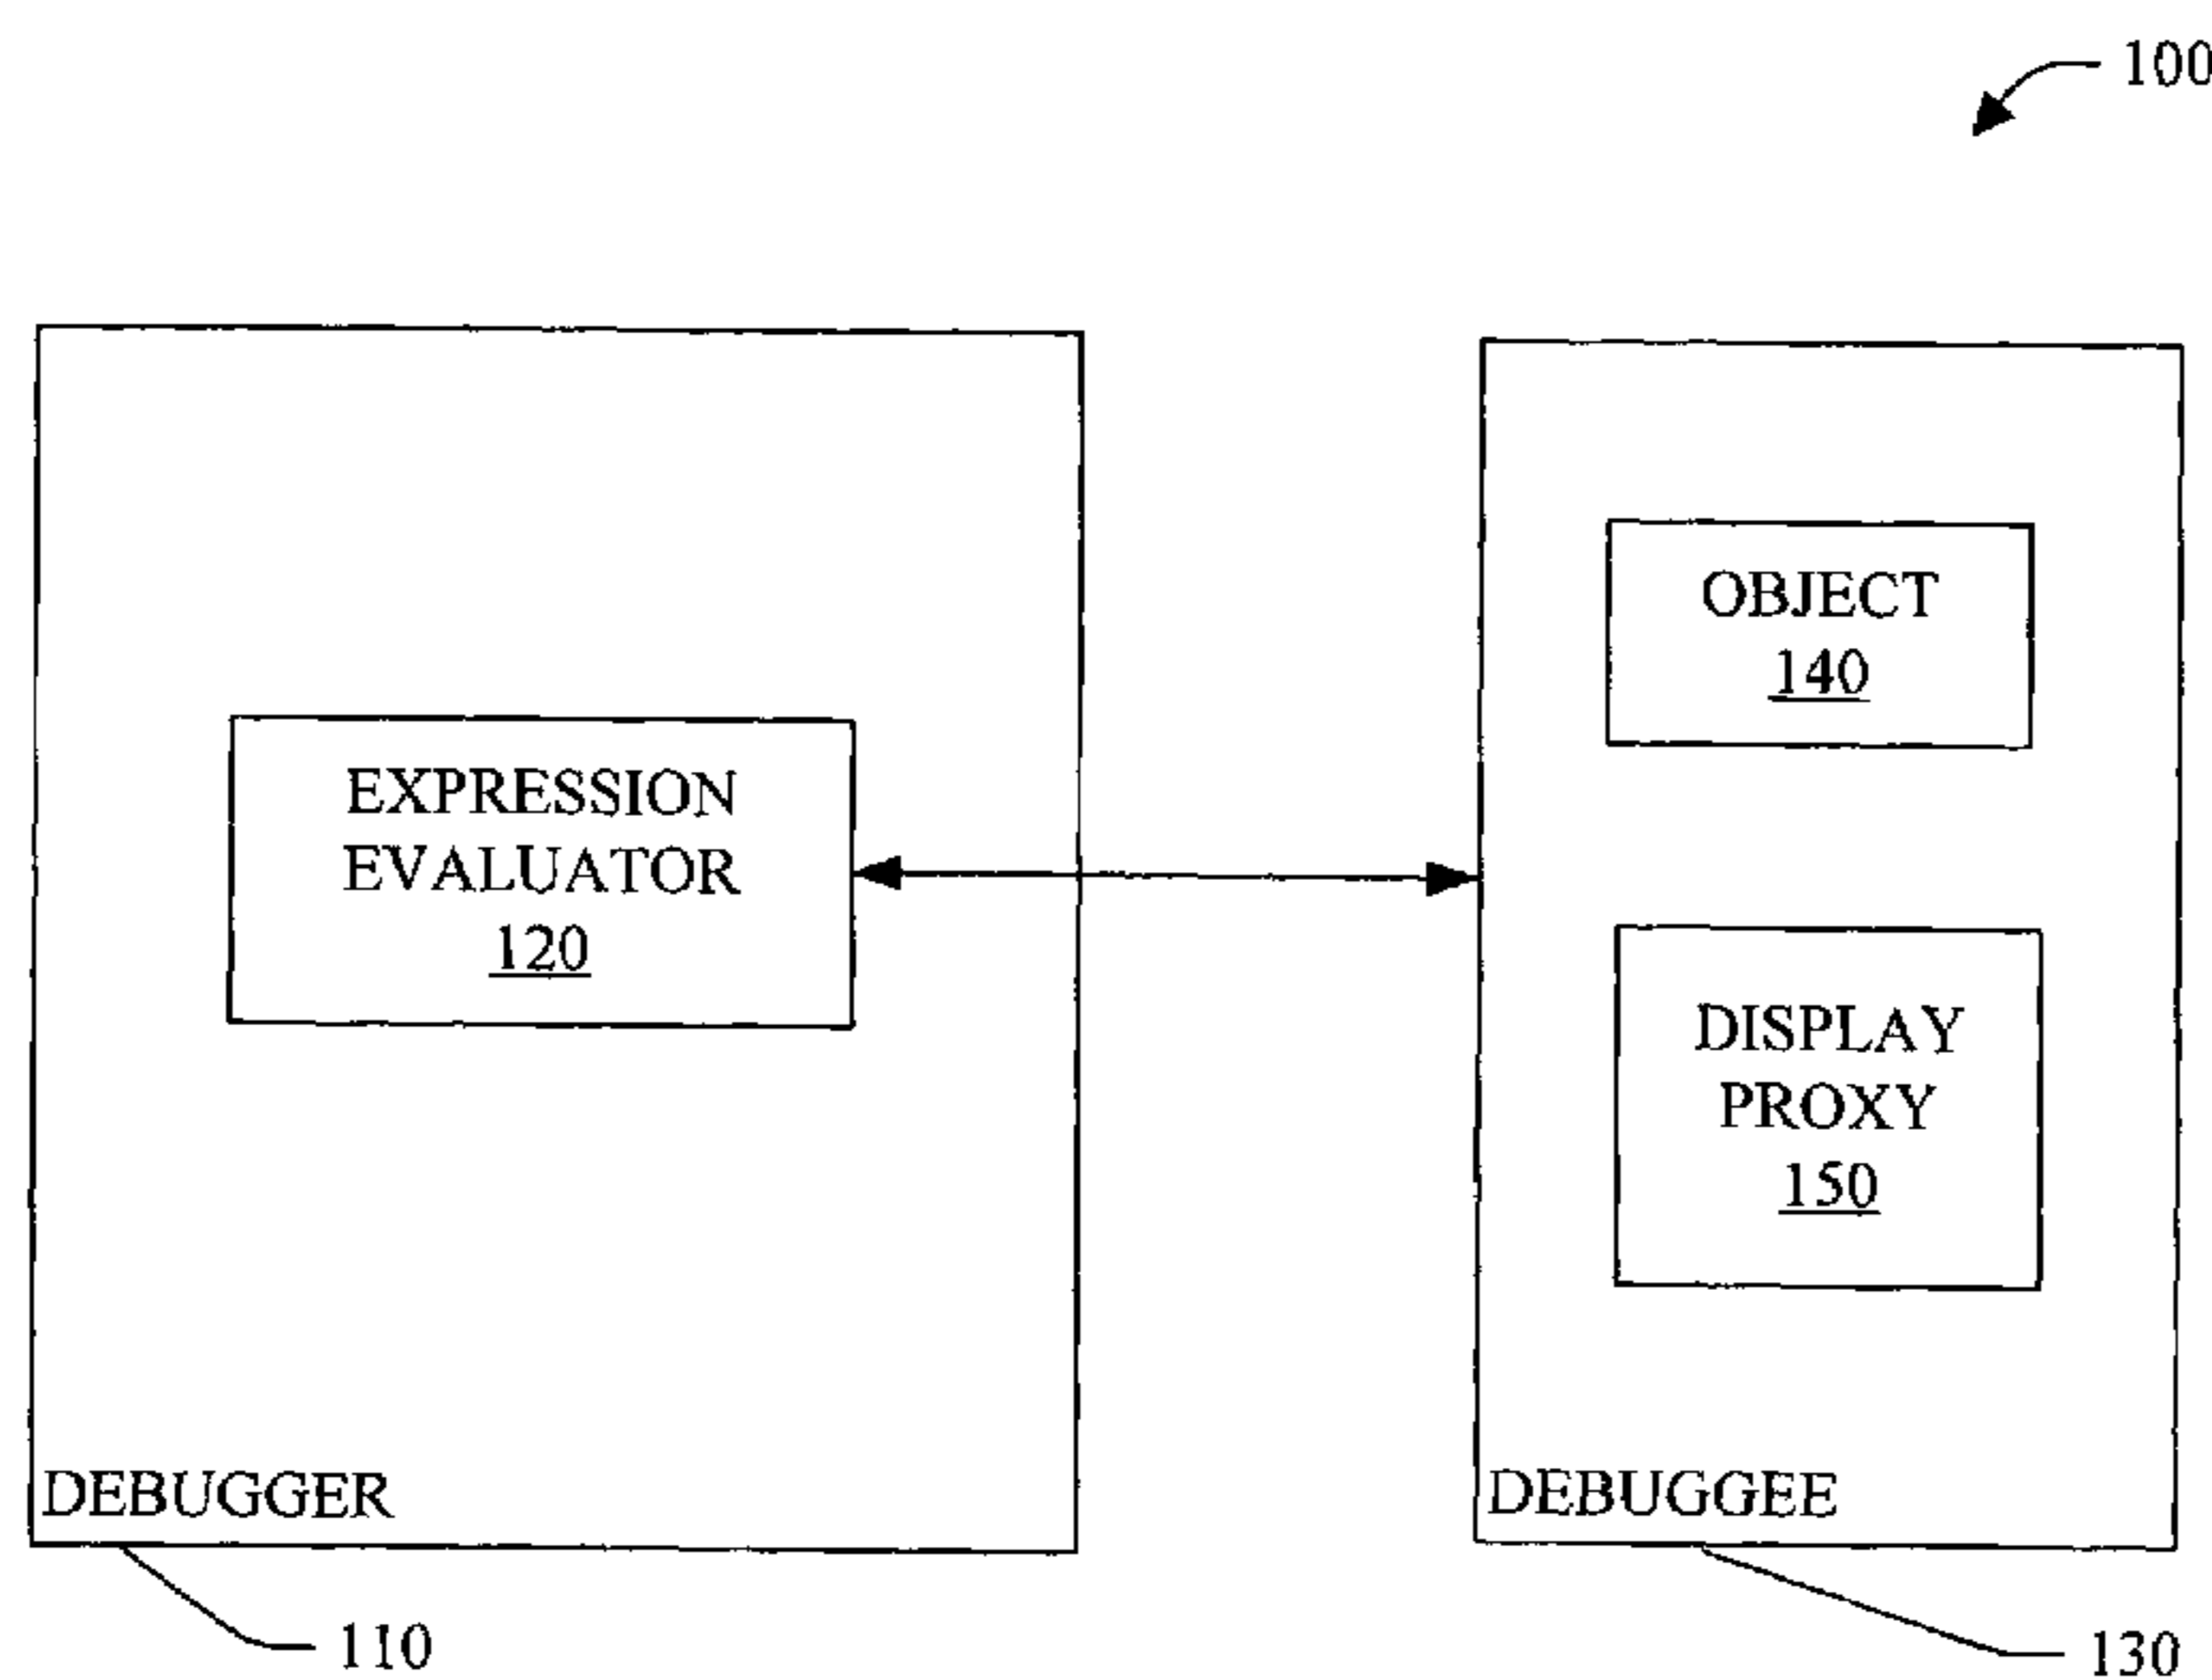 100
EXPRESSION
EVALUATOR
120
DEBUGGER
110
OBJECT
140
DISPLAY
PROXY
150
DEBUGGEE
130